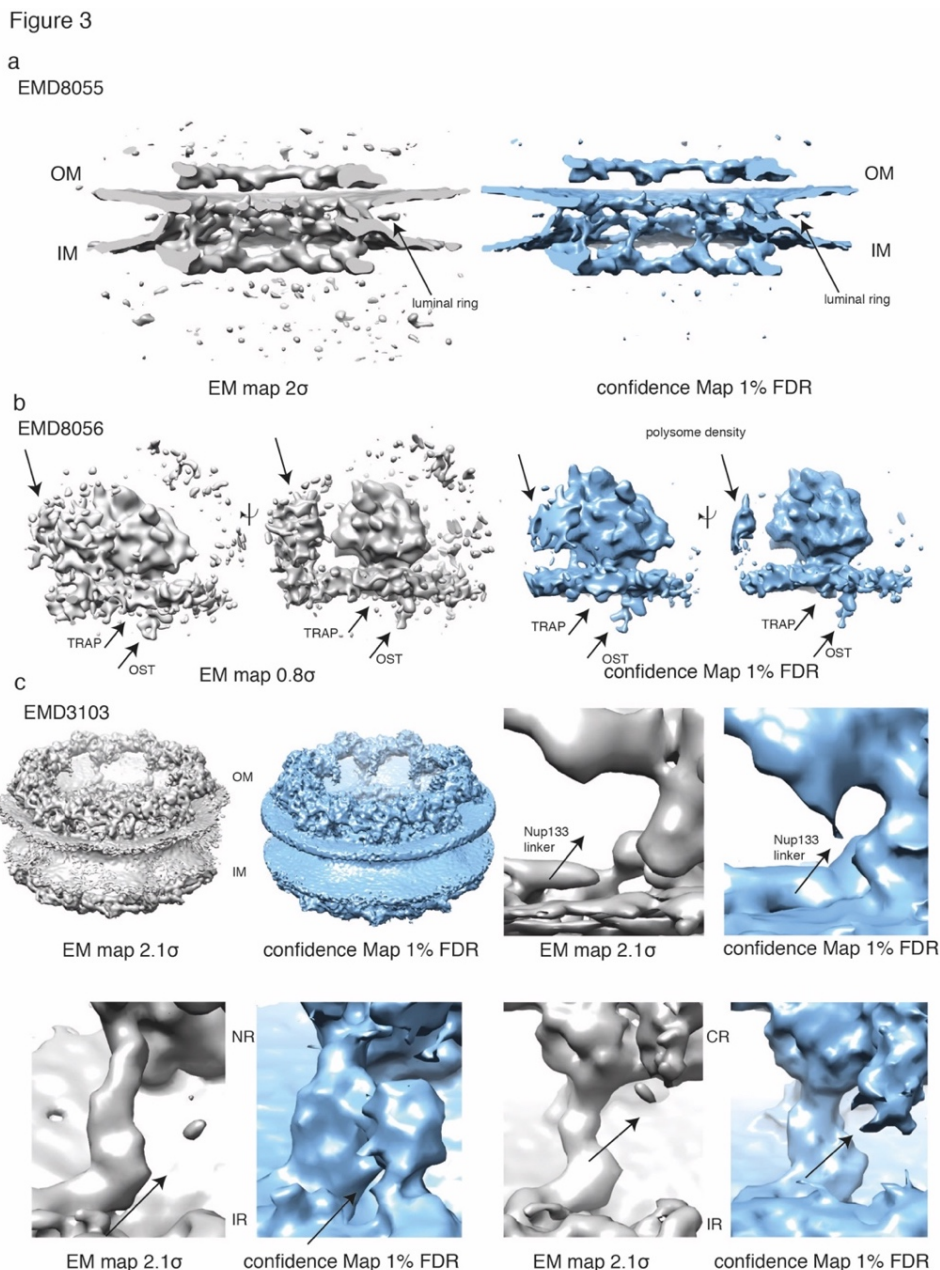 Figure 3
a
EMD8055
OM
OM
IM
IM
luminal ring
luminal ring
EM map 2σ
confidence Map 1% FDR
b
EMD8056
polysome density
TRAP
OST
TRAP
OST
TRAP
OST
TRAP
OST
EM map 0.8σ
confidence Map 1% FDR
c
EMD3103
OM
IM
Nup133
linker
Nup133
linker
EM map 2.1σ
confidence Map 1% FDR
EM map 2.1σ
confidence Map 1% FDR
NR
CR
IR
IR
EM map 2.1σ
confidence Map 1% FDR
EM map 2.1σ
confidence Map 1% FDR